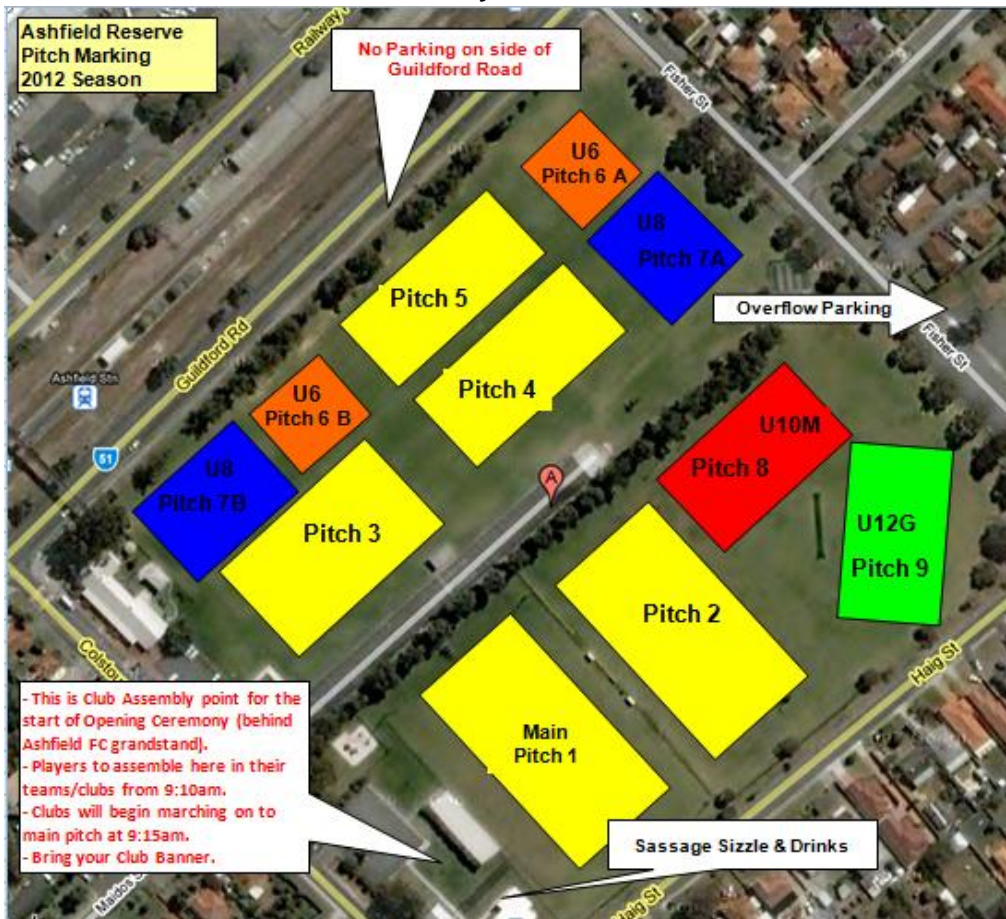 Ashfield Reserve
Pitch Marking
2012 Season
Railway
No Parking on side of
Guildford Road
Fisher St
U6
Pitch 6 A
U8
Pitch 7A
Pitch 5
Overflow Parking
Pitch 4
Fisher St
Guildford Rd
Ashfield Stn
51
U6
Pitch 6 B
U8
Pitch 7B
Pitch 3
A
U10M
Pitch 8
U12G
Pitch 9
Pitch 2
Main
Pitch 1
Haig St
- This is Club Assembly point for the
start of Opening Ceremony (behind
Ashfield FC grandstand).
- Players to assemble here in their
teams/clubs from 9:10am.
- Clubs will begin marching on to
main pitch at 9:15am.
- Bring your Club Banner.
Sassage Sizzle & Drinks
Haig St